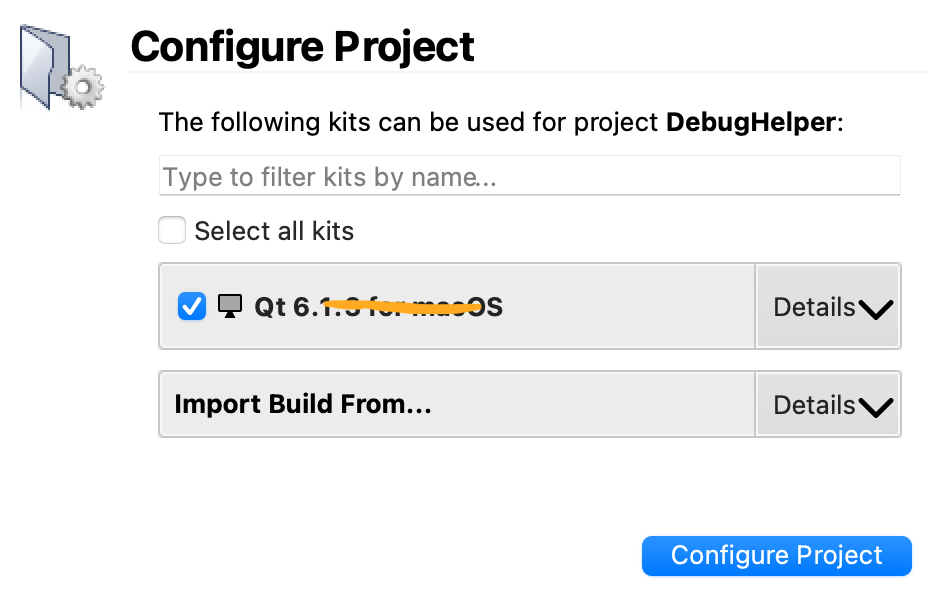 Configure Project
The following kits can be used for project DebugHelper:
Type to filter kits by name...
Select all kits
Qt 6.1.3 for macOS
Details
Import Build From...
Details
Configure Project